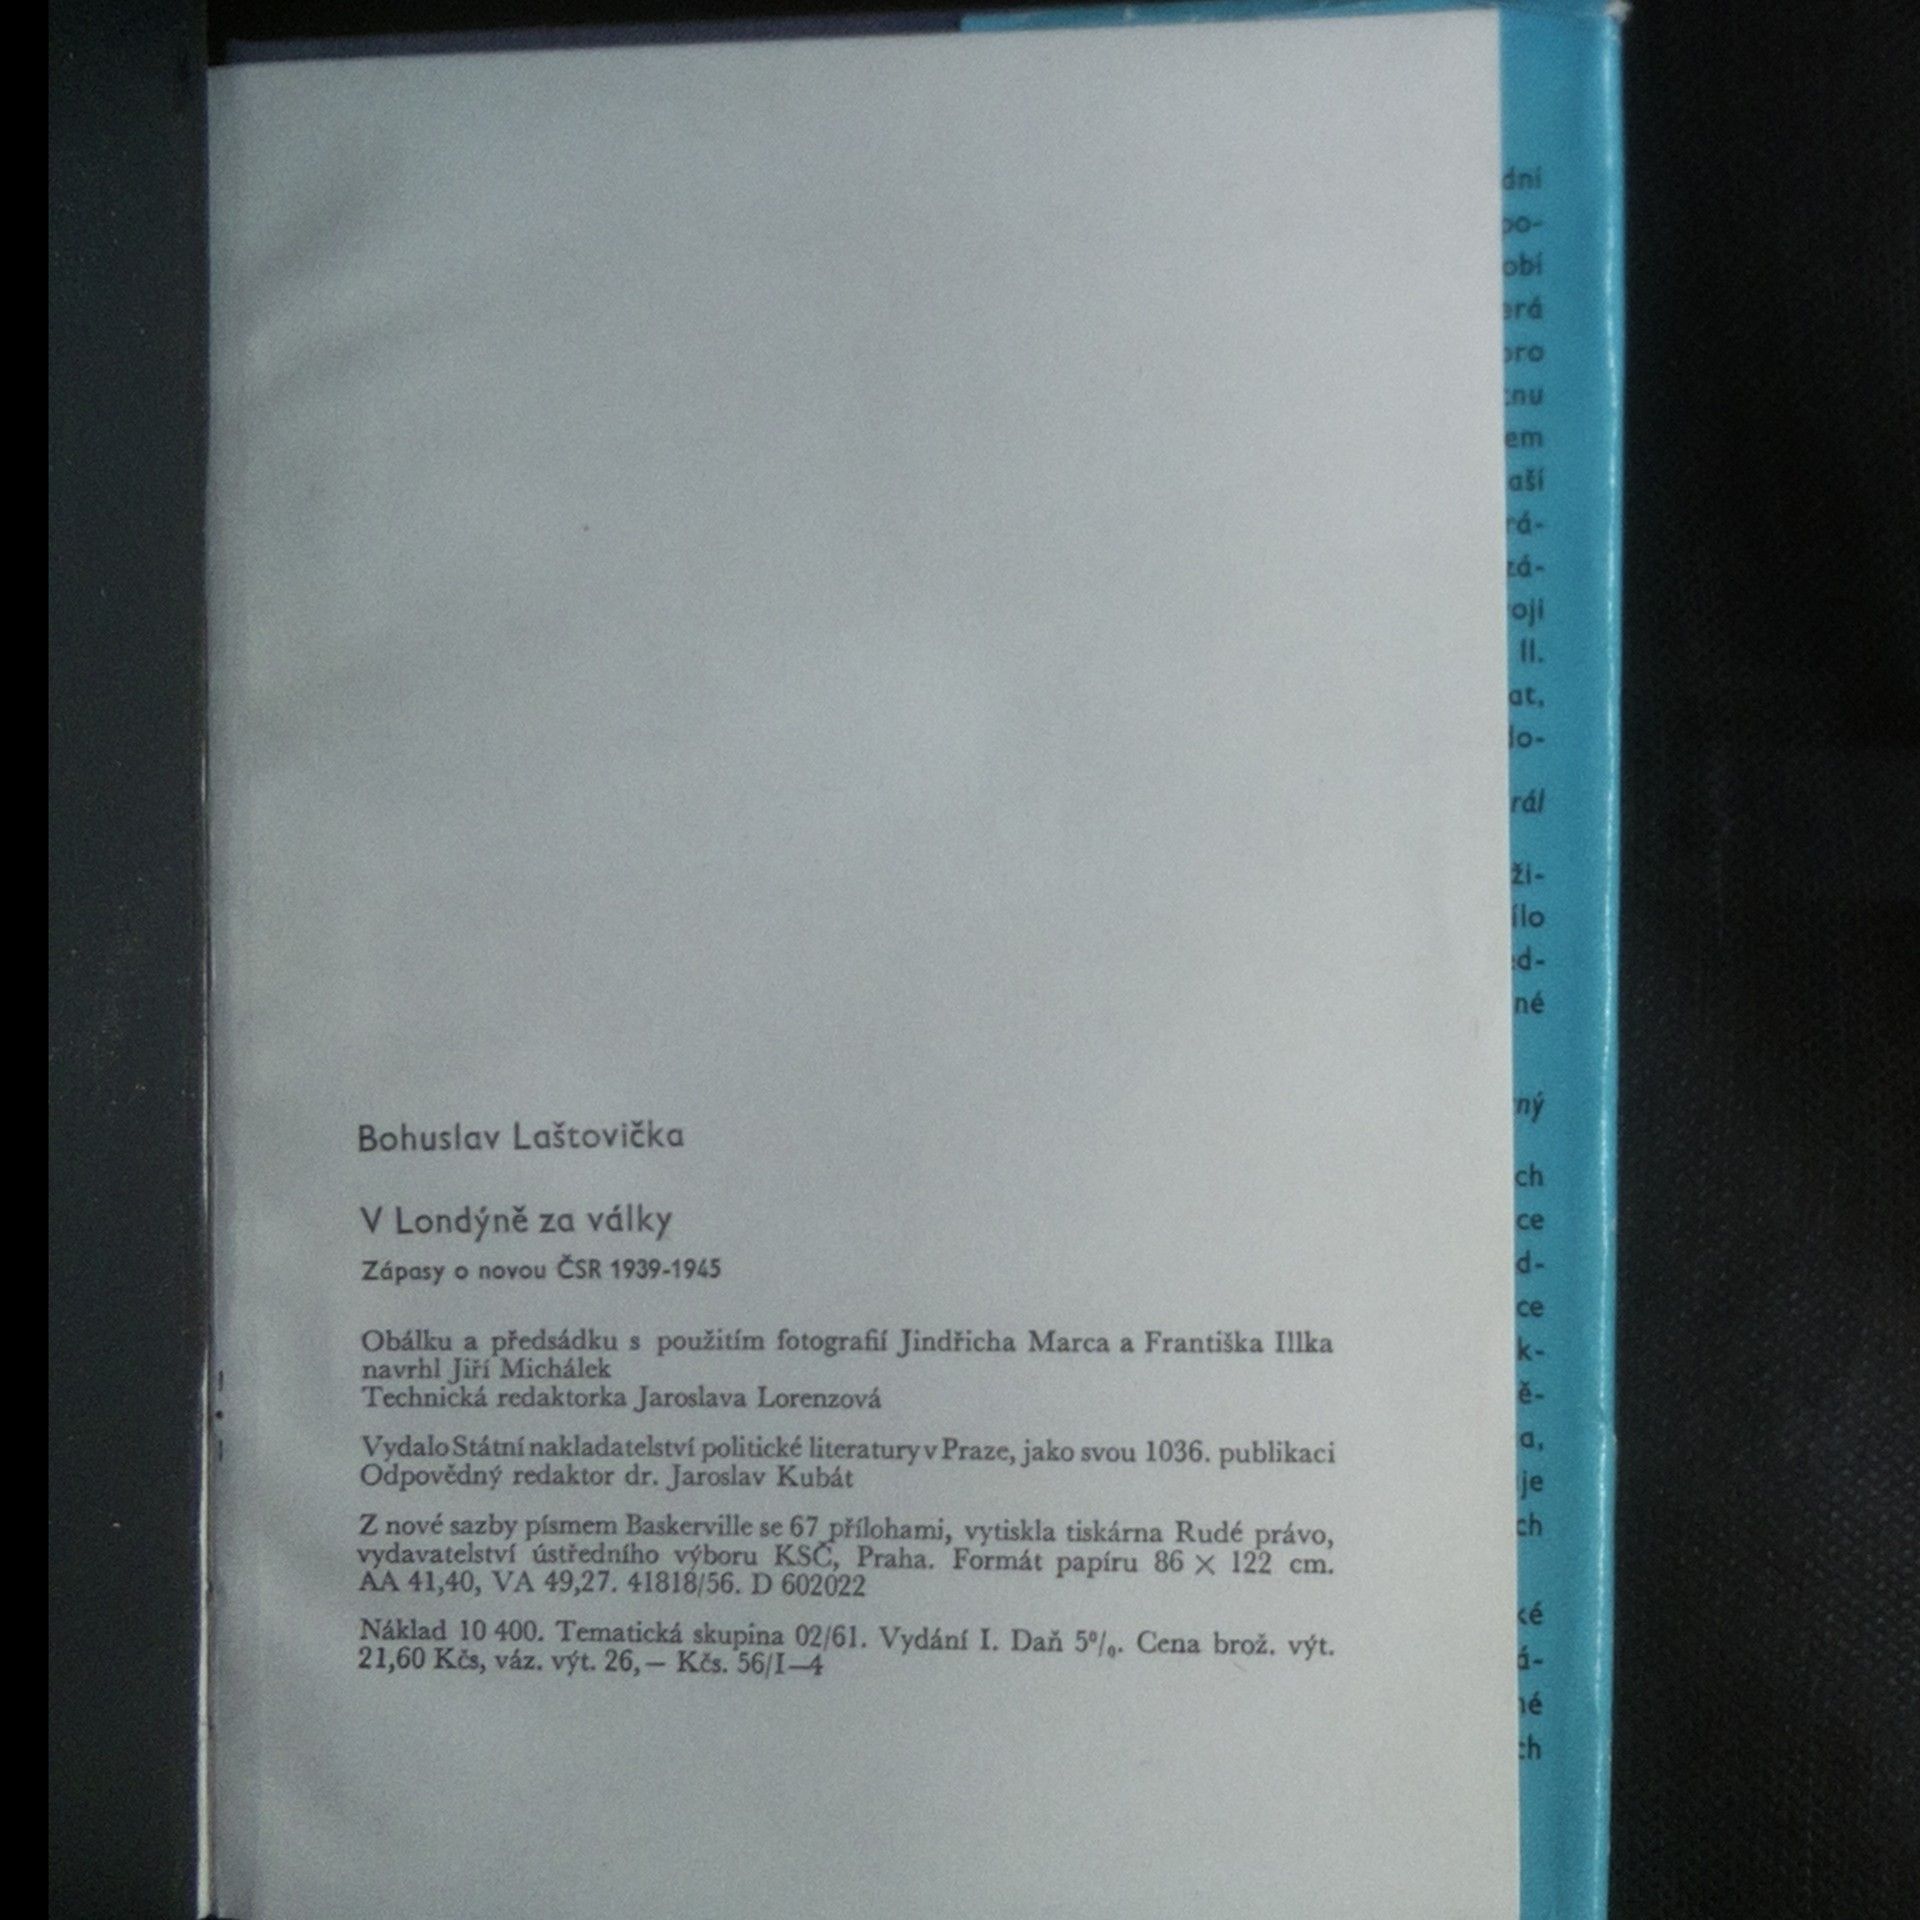 Bohuslav Laštovička
V Londýně za války
Zápasy o novou ČSR 1939-1945
Obálku a předsádku s použitím fotografií Jindřicha Marca a Františka Illka
navrhl Jiří Michálek
Technická redaktorka Jaroslava Lorenzová
Vydalo Státní nakladatelství politické literatury v Praze, jako svou 1036. publikaci
Odpovědný redaktor dr. Jaroslav Kubát
Z nové sazby písmem Baskerville se 67 přílohami, vytiskla tiskárna Rudé právo,
vydavatelství ústředního výboru KSČ, Praha. Formát papíru 86 × 122 cm.
AA 41,40, VA 49,27. 41818/56. D 602022
Náklad 10 400. Tematická skupina 02/61. Vydání I. Daň 5%. Cena brož. výt.
21,60 Kčs, váz. výt. 26,— Kčs. 56/I—4